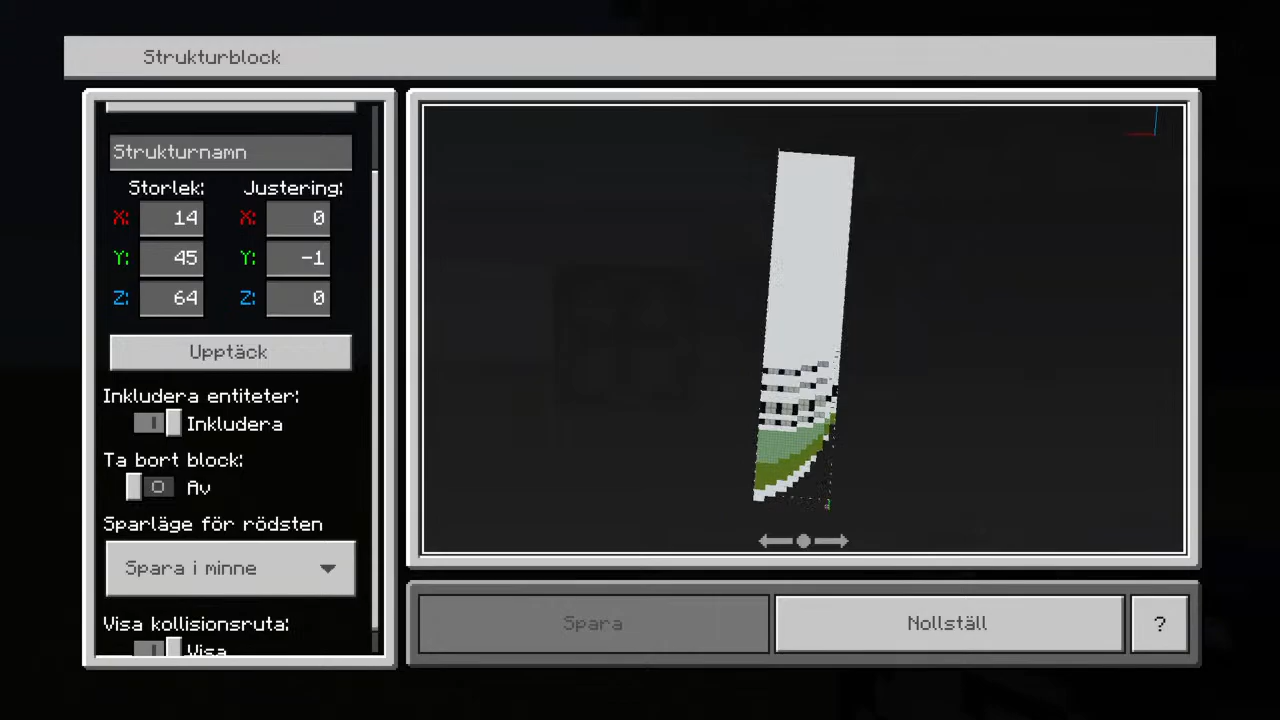 Strukturblock
Strukturnamn
Storlek: Justering:
X: 14 X: 0
Y: 45 Y: -1
Z: 64 Z: 0
Upptäck
Inkludera entiteter:
Inkludera
Ta bort block:
Av
Sparläge för rödsten
Spara i minne
Visa kollisionsruta:
Visa
Spara
Nollställ
?